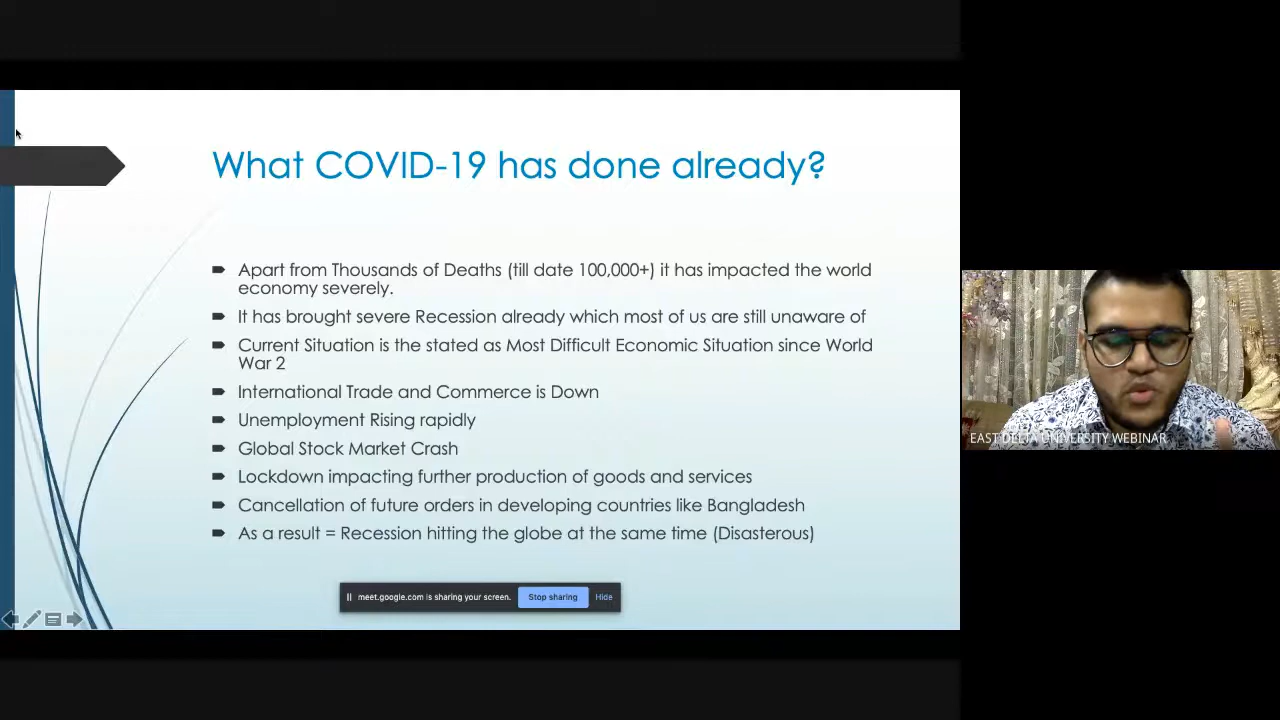 What COVID-19 has done already?
Apart from Thousands of Deaths (till date 100,000+) it has impacted the world
economy severely.
It has brought severe Recession already which most of us are still unaware of
Current Situation is the stated as Most Difficult Economic Situation since World
War 2
International Trade and Commerce is Down
Unemployment Rising rapidly
Global Stock Market Crash
Lockdown impacting further production of goods and services
Cancellation of future orders in developing countries like Bangladesh
As a result = Recession hitting the globe at the same time (Disasterous)
meet.google.com is sharing your screen. Stop sharing Hide
EAST DELTA UNIVERSITY WEBINAR